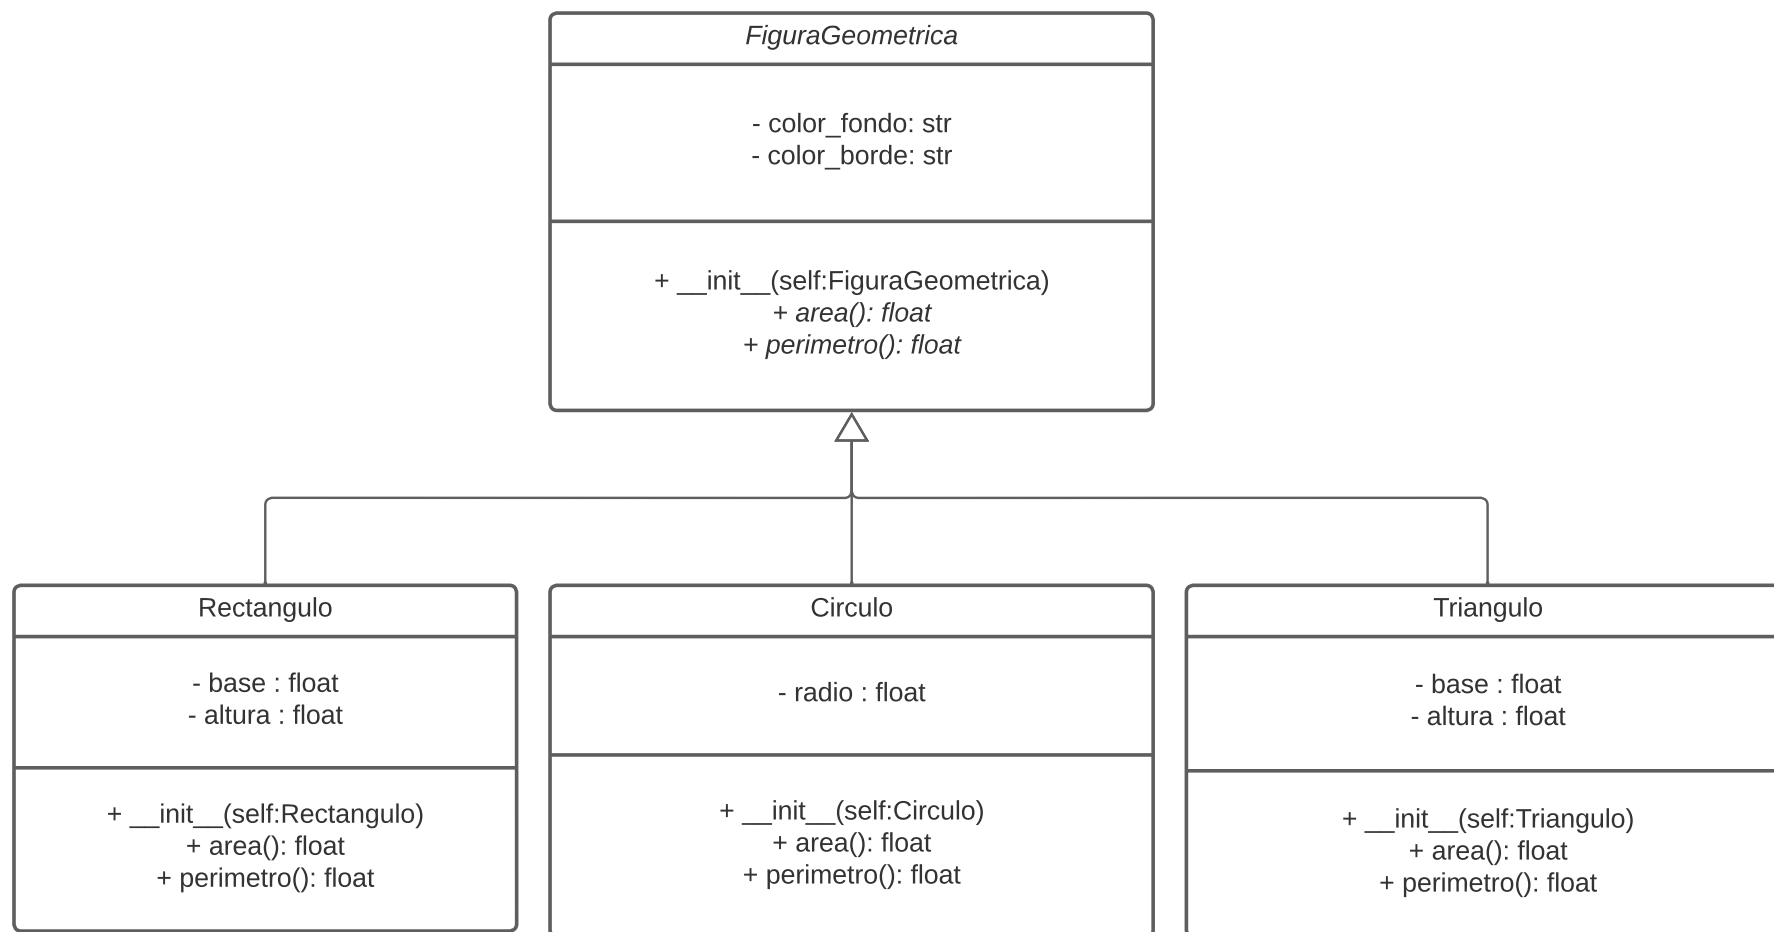 FiguraGeometrica
- color_fondo: str
- color_borde: str
+ __init__(self:FiguraGeometrica)
+ area(): float
+ perimetro(): float
Rectangulo
- base : float
- altura : float
+ __init__(self:Rectangulo)
+ area(): float
+ perimetro(): float
Circulo
- radio : float
+ __init__(self:Circulo)
+ area(): float
+ perimetro(): float
Triangulo
- base : float
- altura : float
+ __init__(self:Triangulo)
+ area(): float
+ perimetro(): float